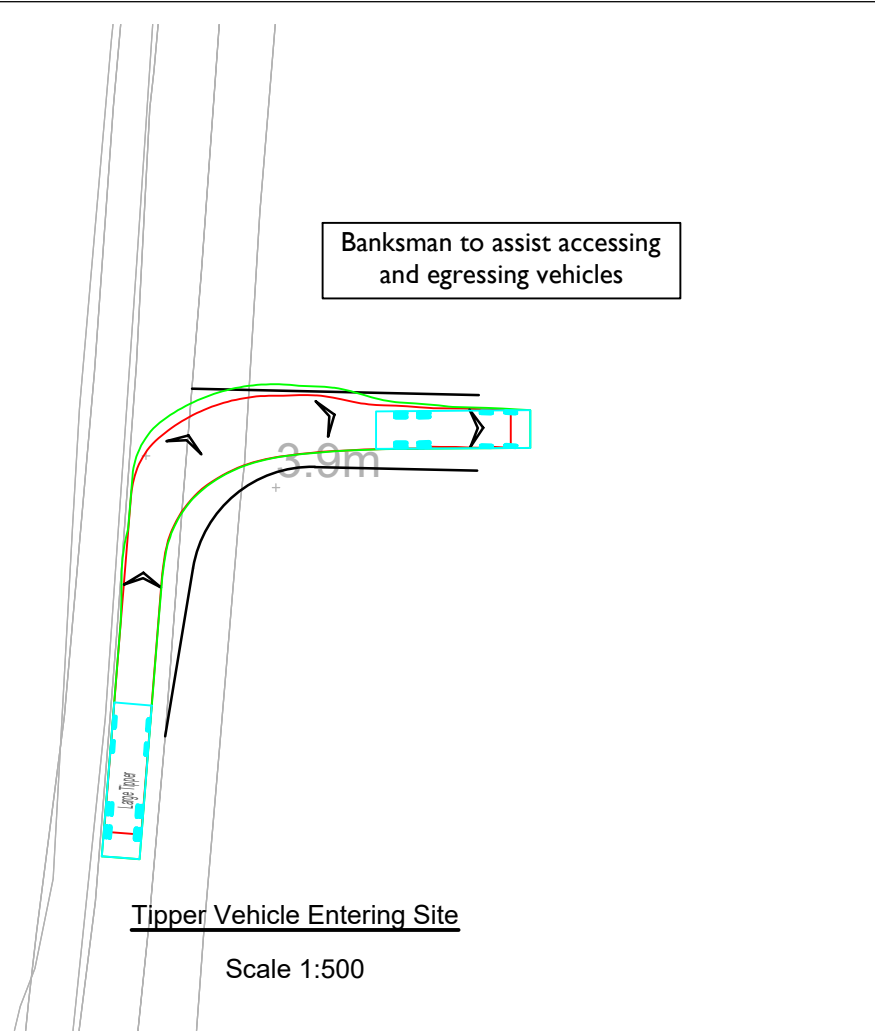 Banksman to assist accessing
and egressing vehicles
3.9m
Large Tipper
Tipper Vehicle Entering Site
Scale 1:500